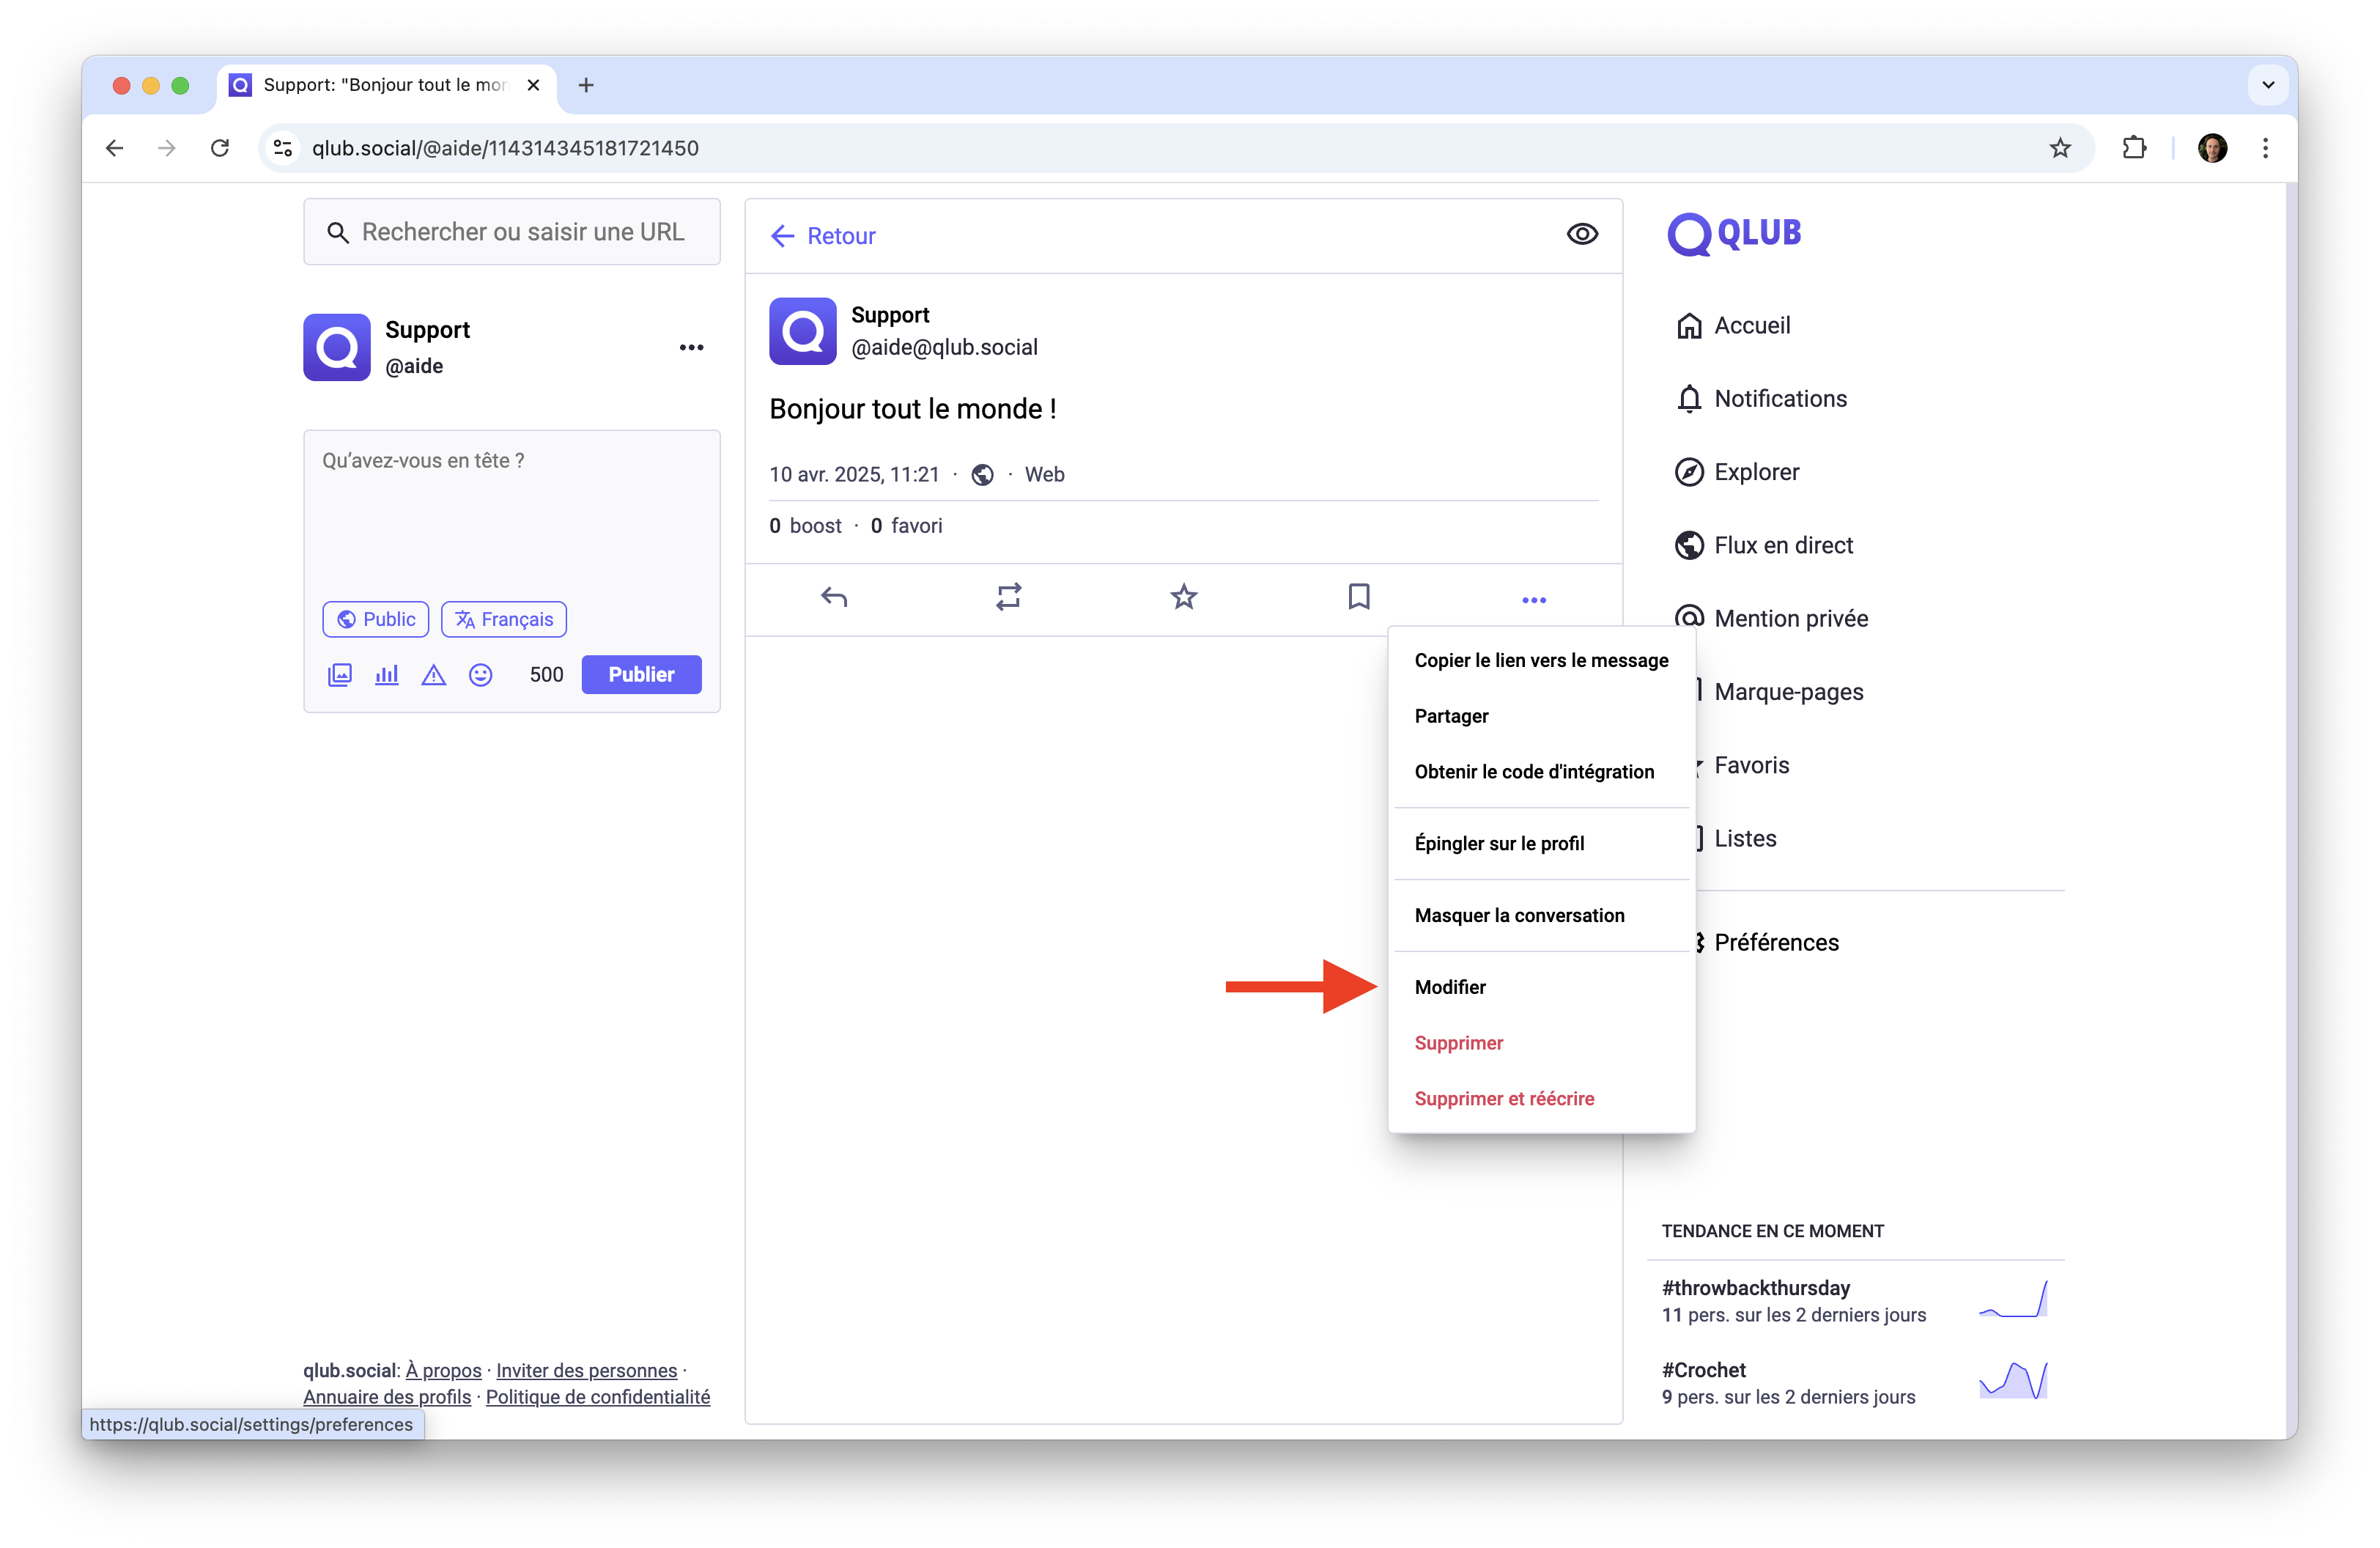 Support: "Bonjour tout le mor
qlub.social/@aide/114314345181721450
Rechercher ou saisir une URL
Support
@aide
Qu’avez-vous en tête ?
Public
Français
500
Publier
qlub.social: À propos · Inviter des personnes ·
Annuaire des profils · Politique de confidentialité
https://qlub.social/settings/preferences
Retour
Support
@aide@qlub.social
Bonjour tout le monde !
10 avr. 2025, 11:21 · · Web
0 boost · 0 favori
Copier le lien vers le message
Partager
Obtenir le code d'intégration
Épingler sur le profil
Masquer la conversation
Modifier
Supprimer
Supprimer et réécrire
QLUB
Accueil
Notifications
Explorer
Flux en direct
Mention privée
Marque-pages
Favoris
Listes
Préférences
TENDANCE EN CE MOMENT
#throwbackthursday
11 pers. sur les 2 derniers jours
#Crochet
9 pers. sur les 2 derniers jours